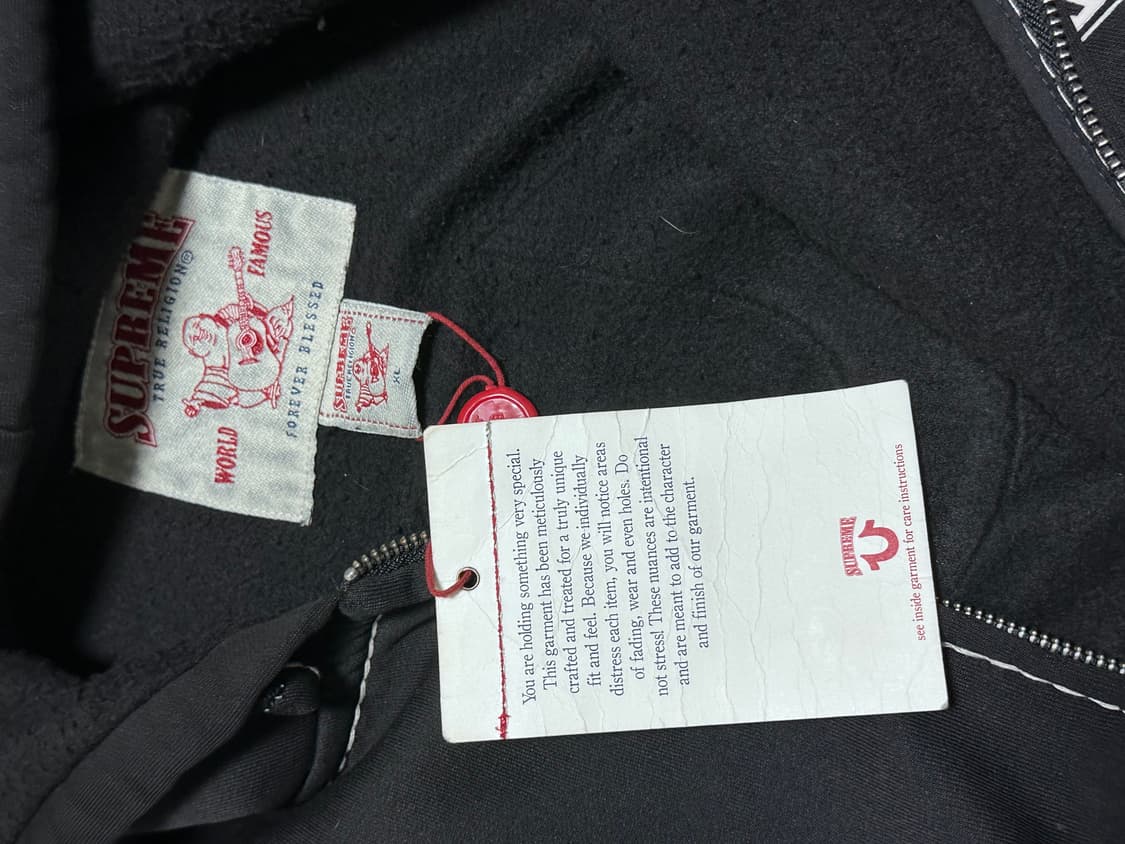 SUPREME
TRUE RELIGION®
WORLD FAMOUS
FOREVER BLESSED
SUPREME
TRUE RELIGION
XL
You are holding something very special.
This garment has been meticulously
crafted and treated for a truly unique
fit and feel. Because we individually
distress each item, you will notice areas
of fading, wear and even holes. Do
not stress! These nuances are intentional
and are meant to add to the character
and finish of our garment.
SUPREME
see inside garment for care instructions